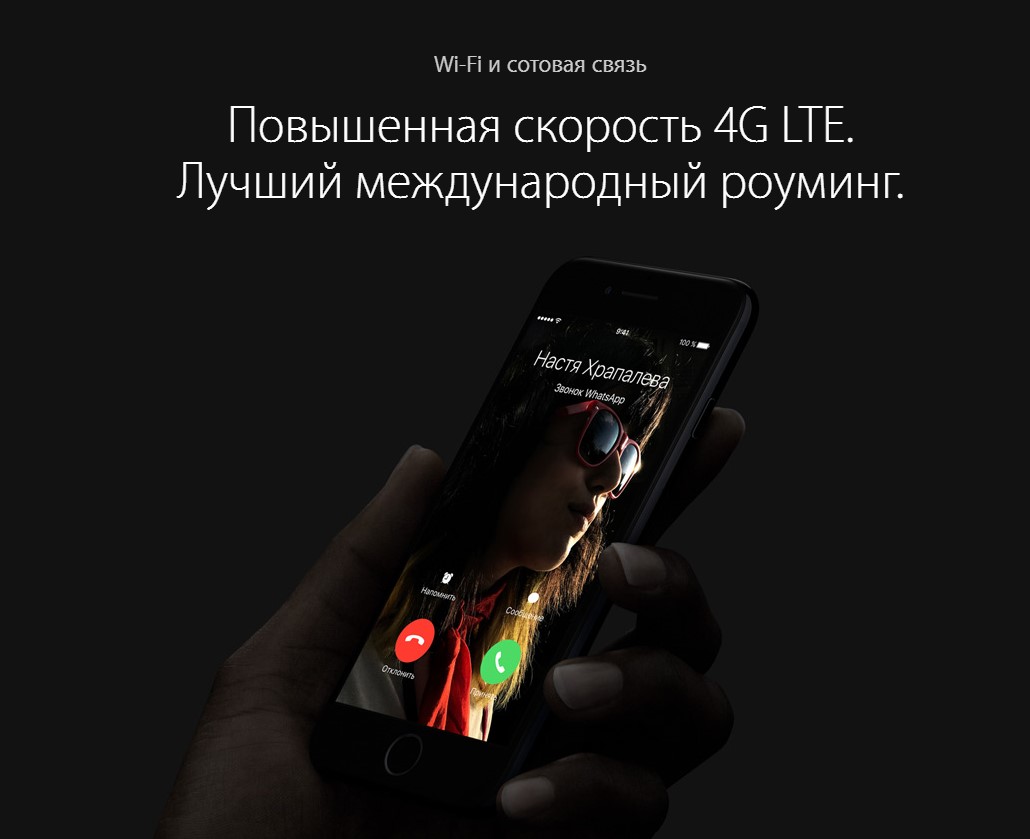 Wi-Fi и сотовая связь
Повышенная скорость 4G LTE.
Лучший международный роуминг.
9:41
100 %
Настя Храпалева
Звонок WhatsApp
Напомнить
Сообщение
Отклонить
Принять